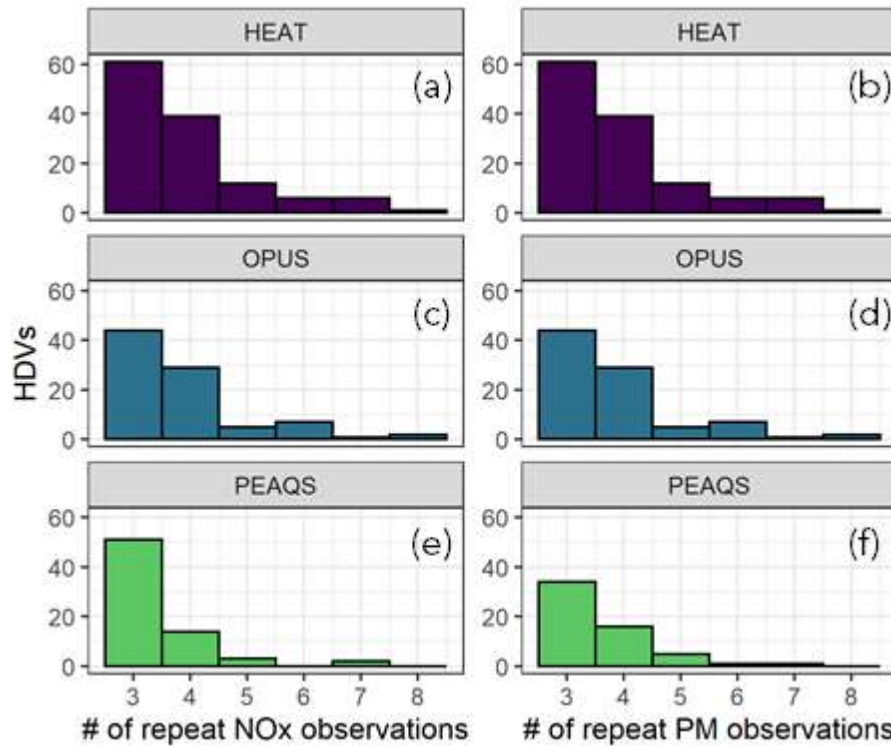 HEAT
HEAT
60
40
20
0
(a)
(b)
60
40
20
0
OPUS
OPUS
60
40
20
0
(c)
(d)
60
40
20
0
HDVs
PEAQS
PEAQS
60
40
20
0
(e)
(f)
60
40
20
0
3 4 5 6 7 8
3 4 5 6 7 8
# of repeat NOx observations
# of repeat PM observations